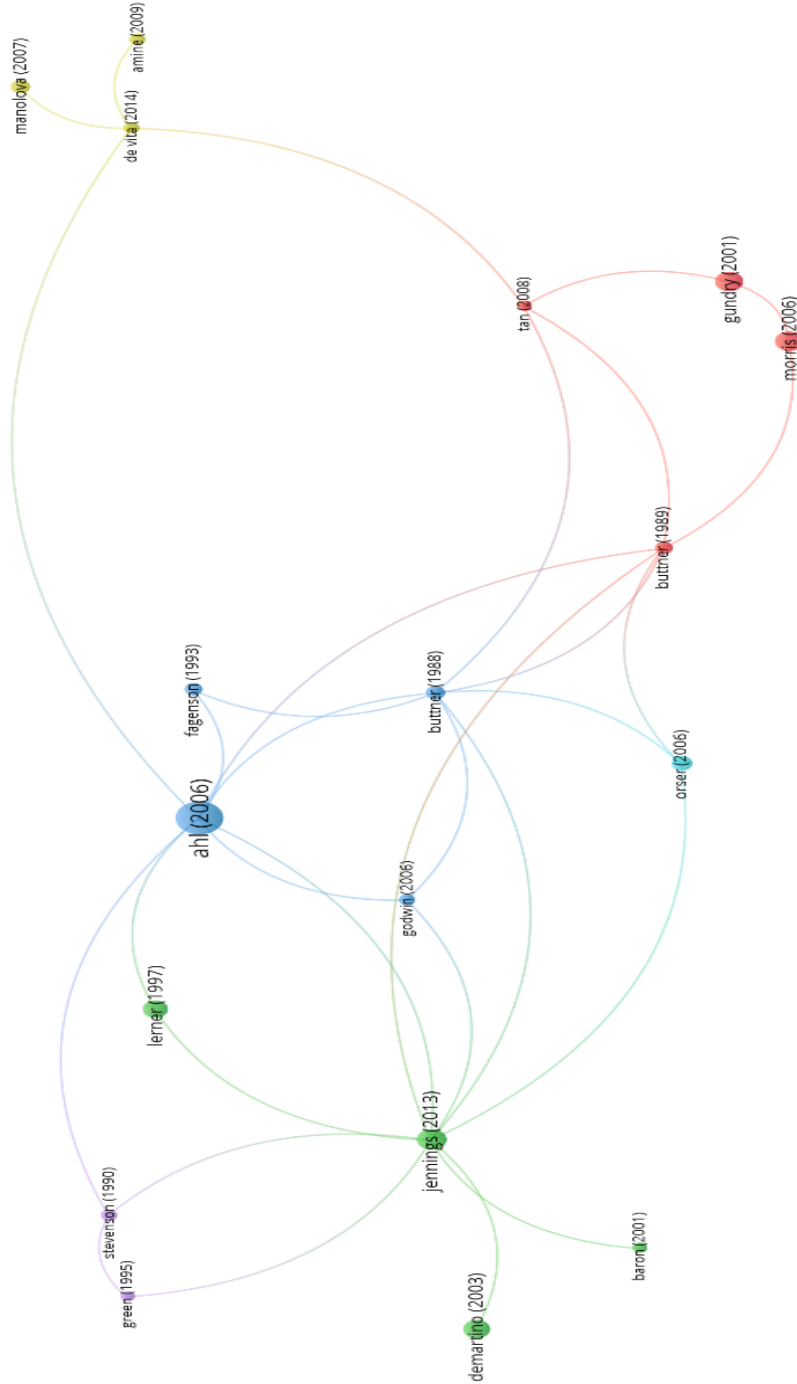 manolova (2007)
amine (2009)
de vita (2014)
tan (2008)
gundry (2001)
morris (2006)
buttner (1989)
fagenson (1993)
buttner (1988)
orser (2006)
ahl (2006)
godwin (2006)
lerner (1997)
jennings (2013)
stevenson (1990)
green (1995)
baron (2001)
demartino (2003)